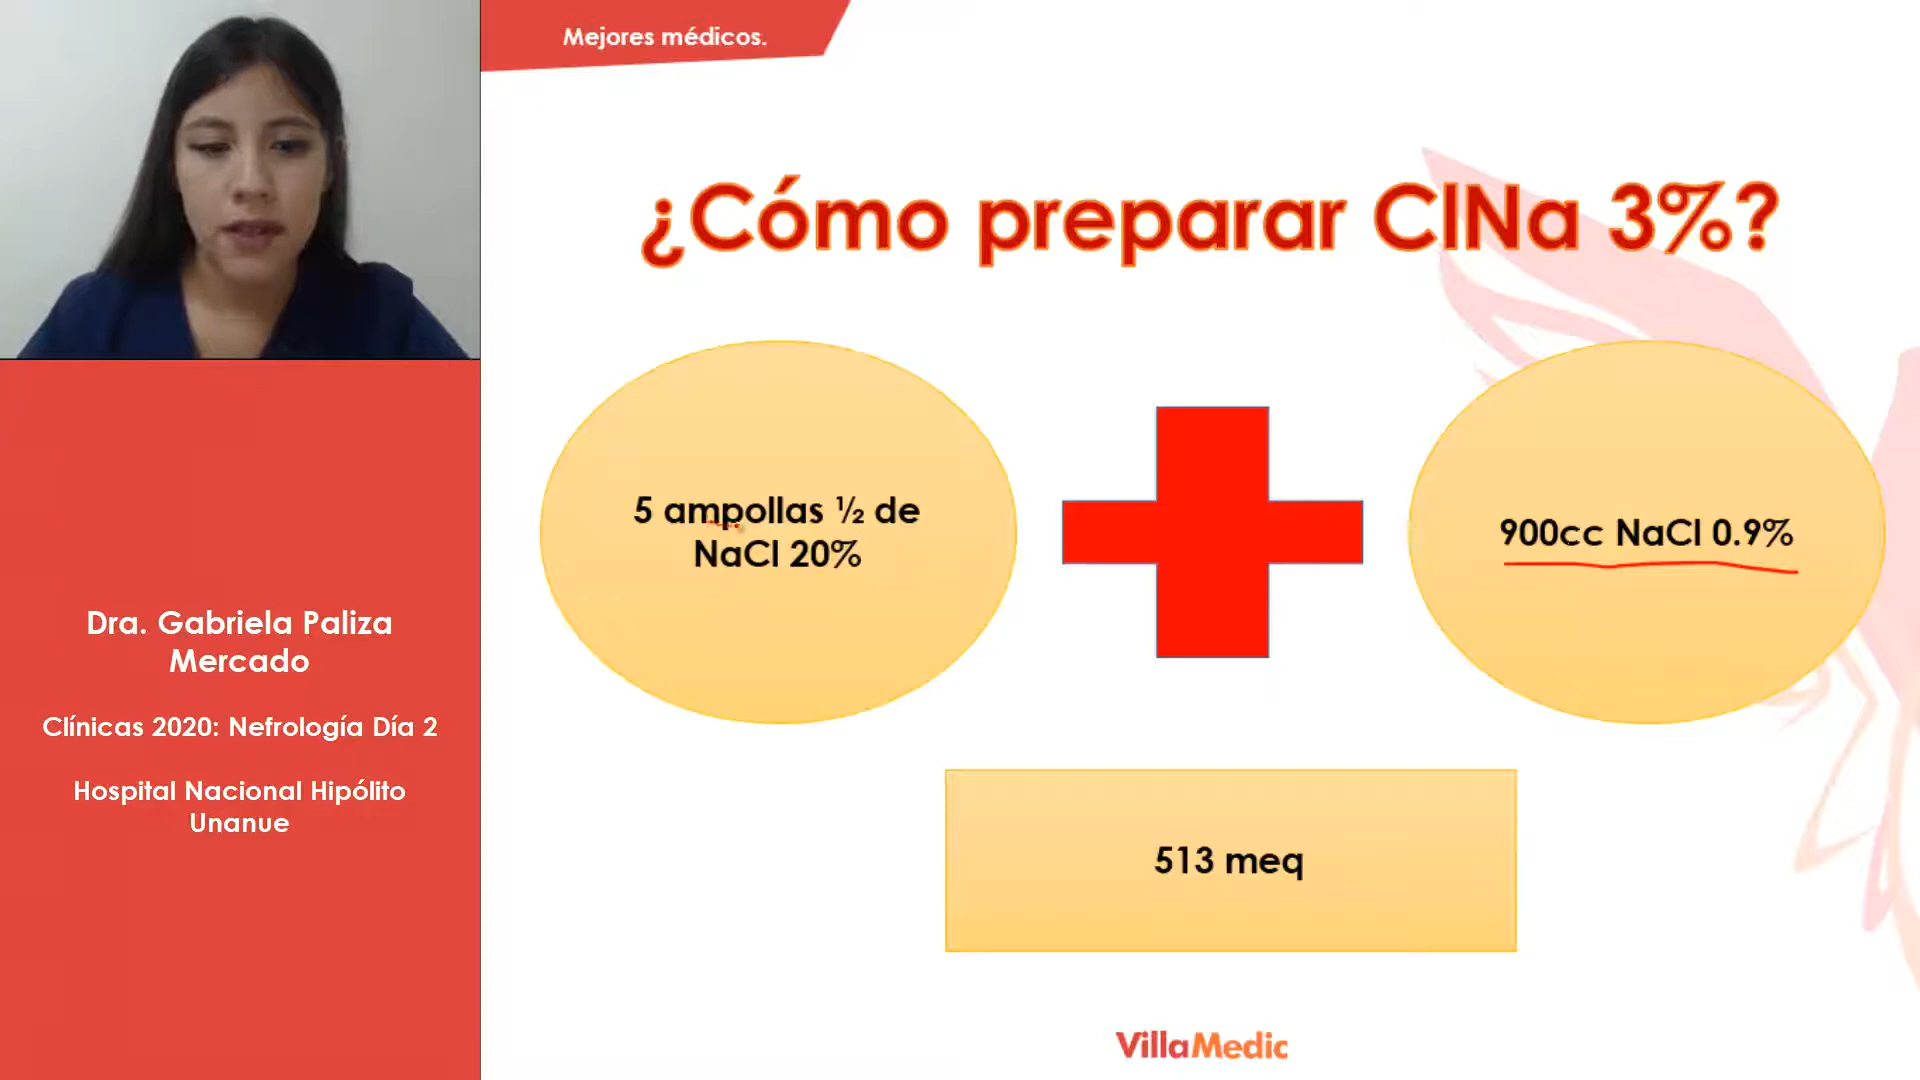 Mejores médicos.
¿Cómo preparar ClNa 3%?
5 ampollas ½ de
NaCl 20%
900cc NaCl 0.9%
513 meq
Dra. Gabriela Paliza
Mercado
Clínicas 2020: Nefrología Día 2
Hospital Nacional Hipólito
Unanue
VillaMedic